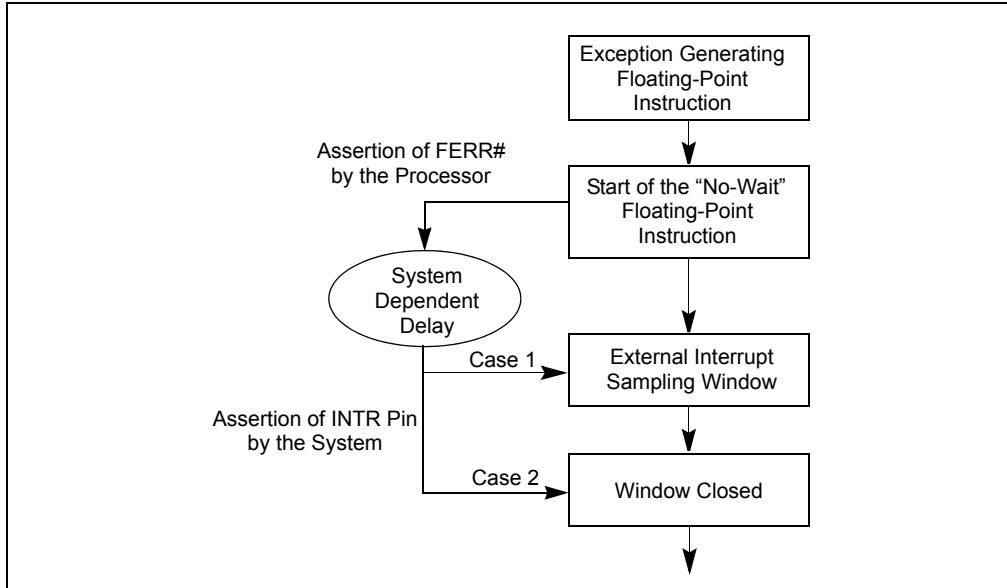 Exception Generating
Floating-Point
Instruction
Assertion of FERR#
by the Processor
Start of the “No-Wait”
Floating-Point
Instruction
System
Dependent
Delay
Case 1
External Interrupt
Sampling Window
Assertion of INTR Pin
by the System
Case 2
Window Closed